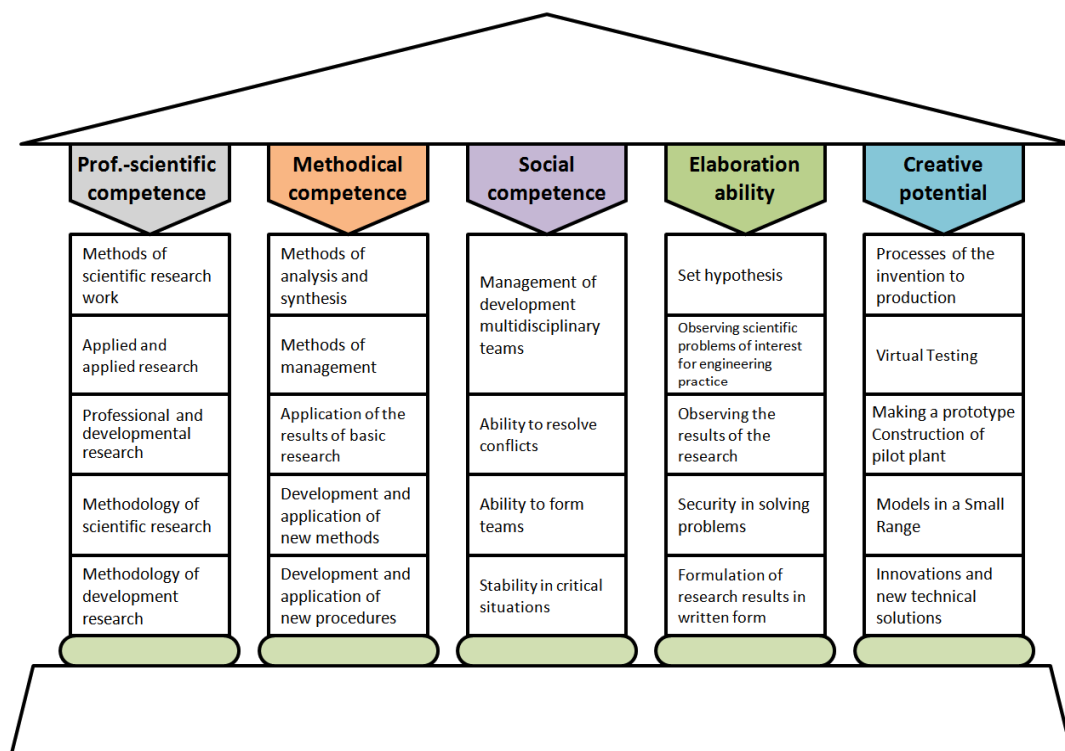 Prof.-scientific
competence
Methods of
scientific research
work
Applied and
applied research
Professional and
developmental
research
Methodology of
scientific research
Methodology of
development
research
Methodical
competence
Methods of
analysis and
synthesis
Methods of
management
Application of the
results of basic
research
Development and
application of
new methods
Development and
application of
new procedures
Social
competence
Management of
development
multidisciplinary
teams
Ability to resolve
conflicts
Ability to form
teams
Stability in critical
situations
Elaboration
ability
Set hypothesis
Observing scientific
problems of interest
for engineering
practice
Observing the
results of the
research
Security in solving
problems
Formulation of
research results in
written form
Creative
potential
Processes of the
invention to
production
Virtual Testing
Making a prototype
Construction of
pilot plant
Models in a Small
Range
Innovations and
new technical
solutions